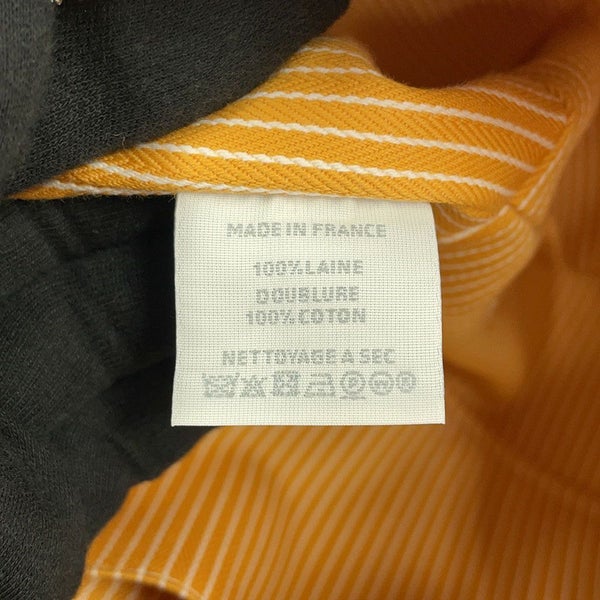 MADE IN FRANCE
100% LAINE
DOUBLURE
100% COTON
NETTOYAGE A SEC